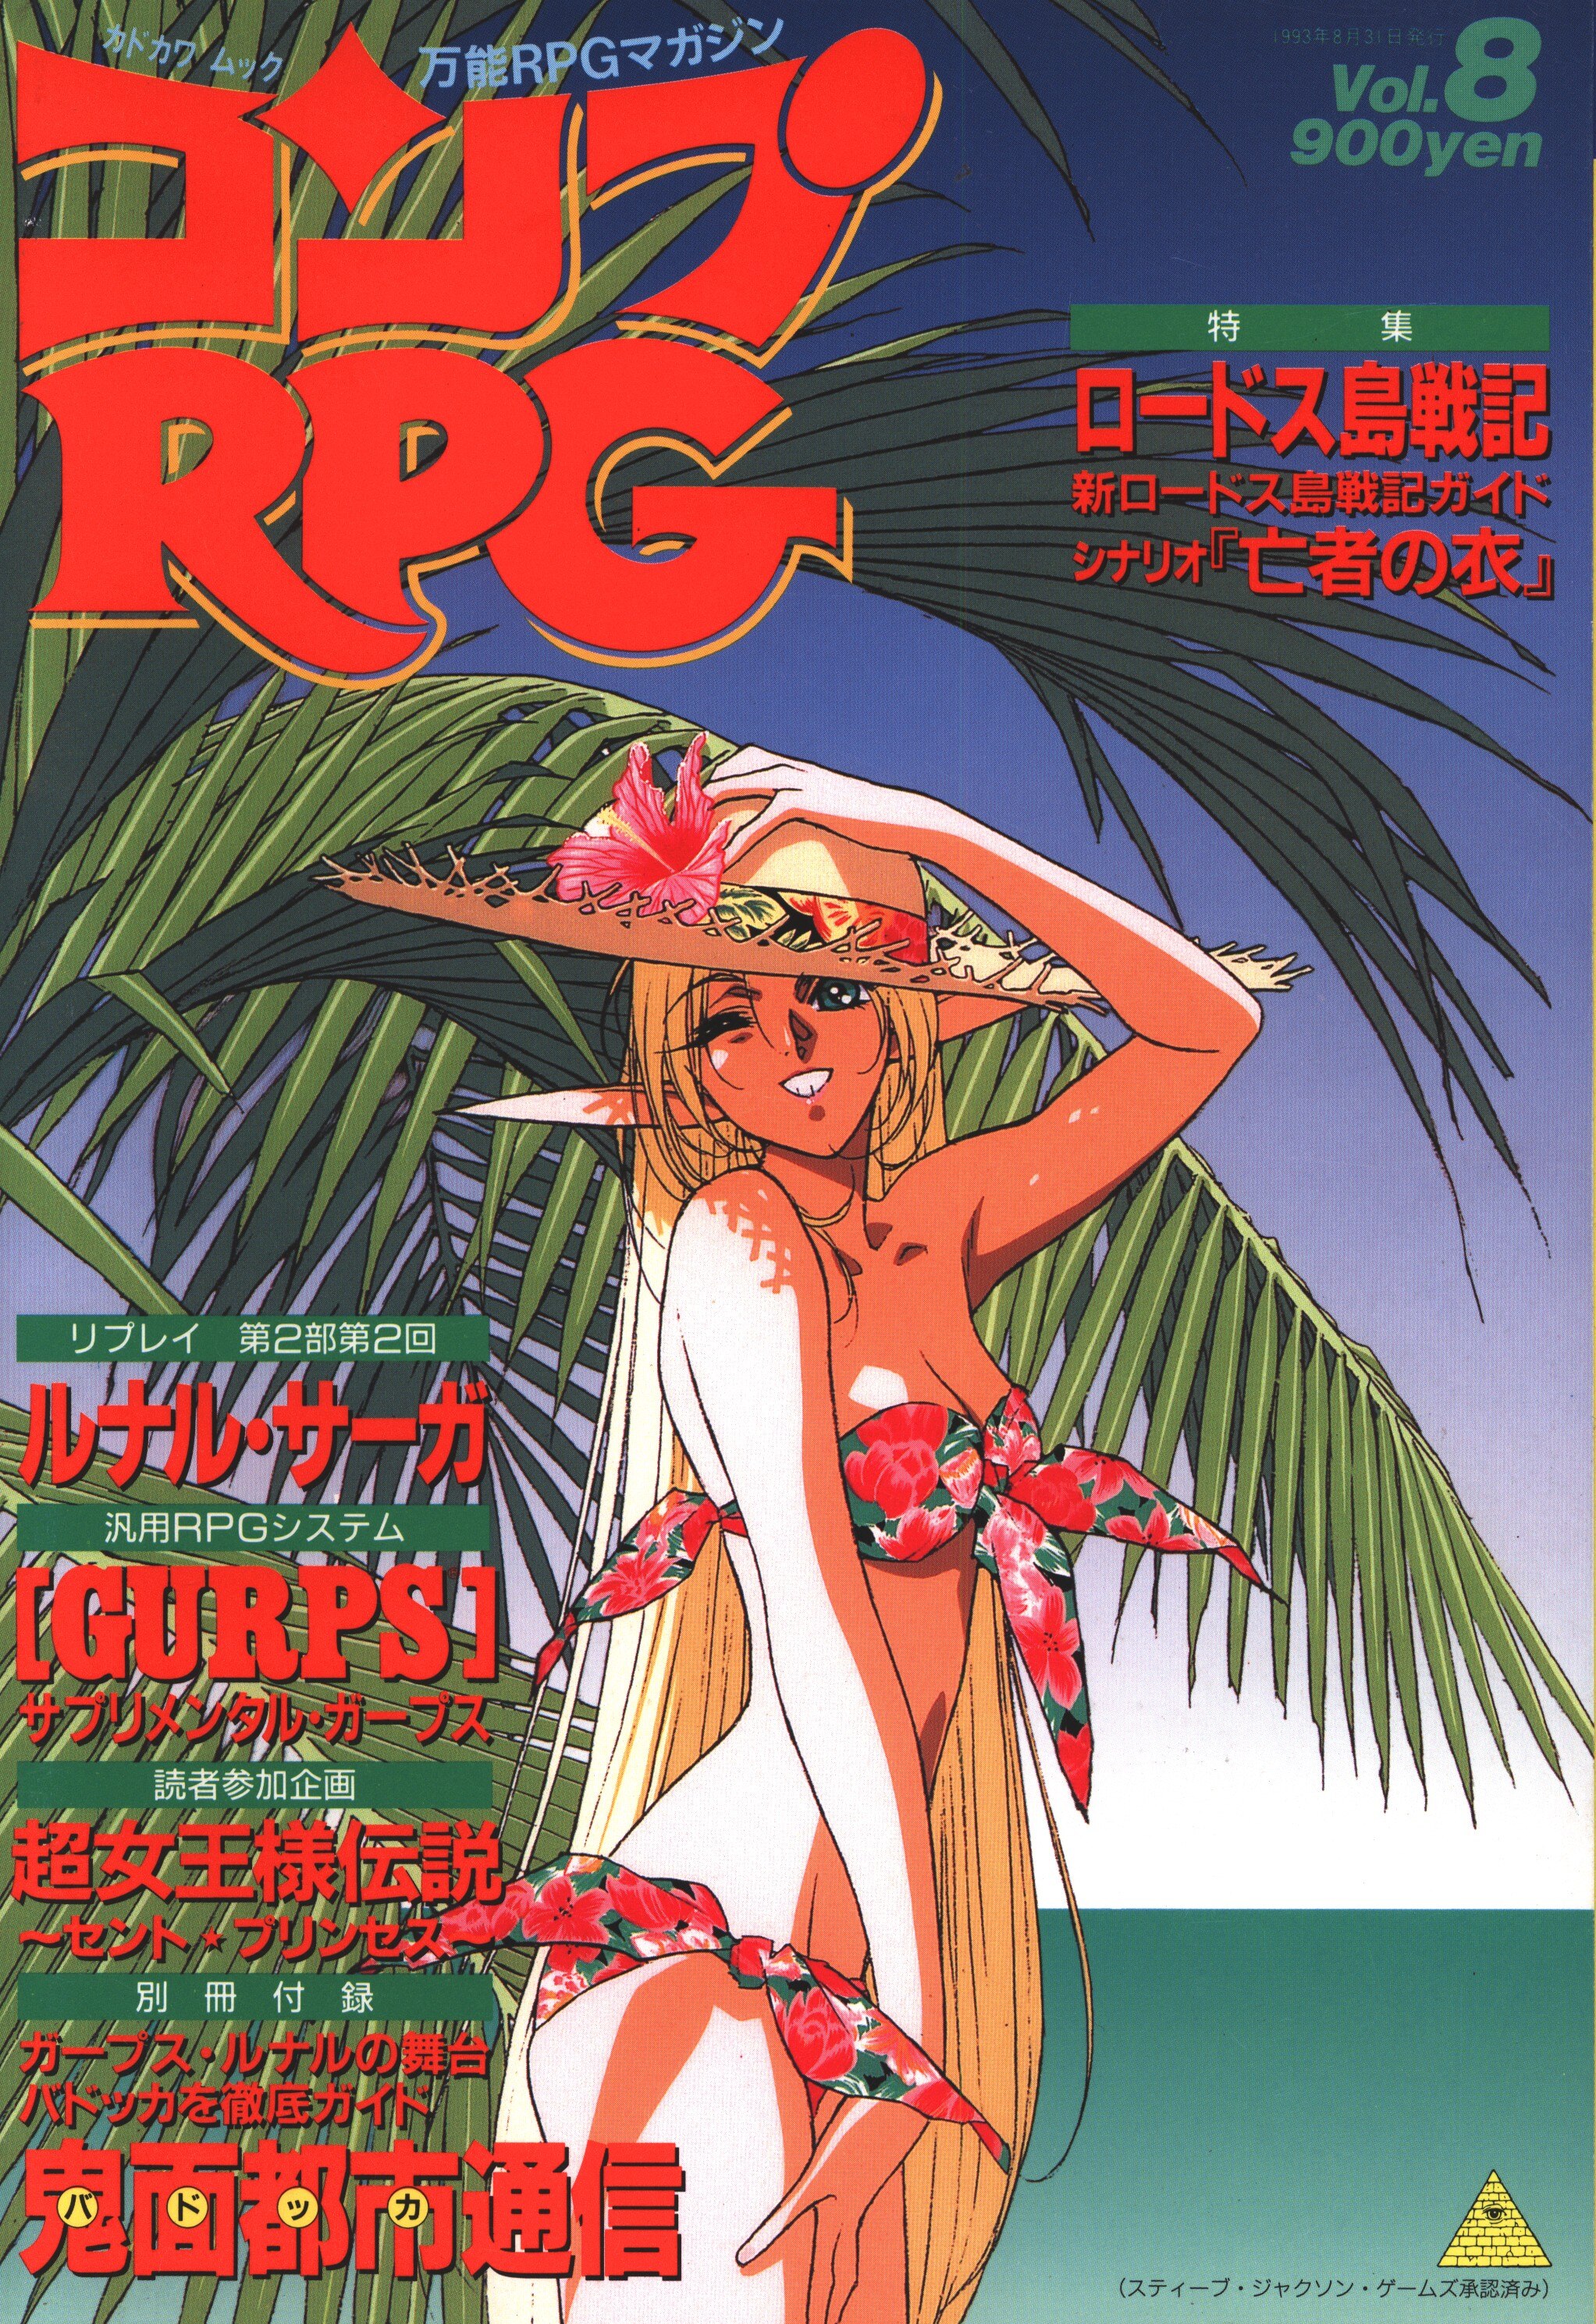 カドカワ ムック
万能RPGマガジン
コンプ
RPG
1993年8月31日発行
Vol.8
900yen
特集
ロードス島戦記
新ロードス島戦記ガイド
シナリオ『亡者の衣』
リプレイ 第2部第2回
ルナル・サーガ
汎用RPGシステム
[GURPS]
サプリメンタル・ガープス
読者参加企画
超女王様伝説
〜セント★プリンセス〜
別冊付録
ガープス・ルナルの舞台
バドッカを徹底ガイド
バドッカ
鬼面都市通信
(スティーブ・ジャクソン・ゲームズ承認済み)